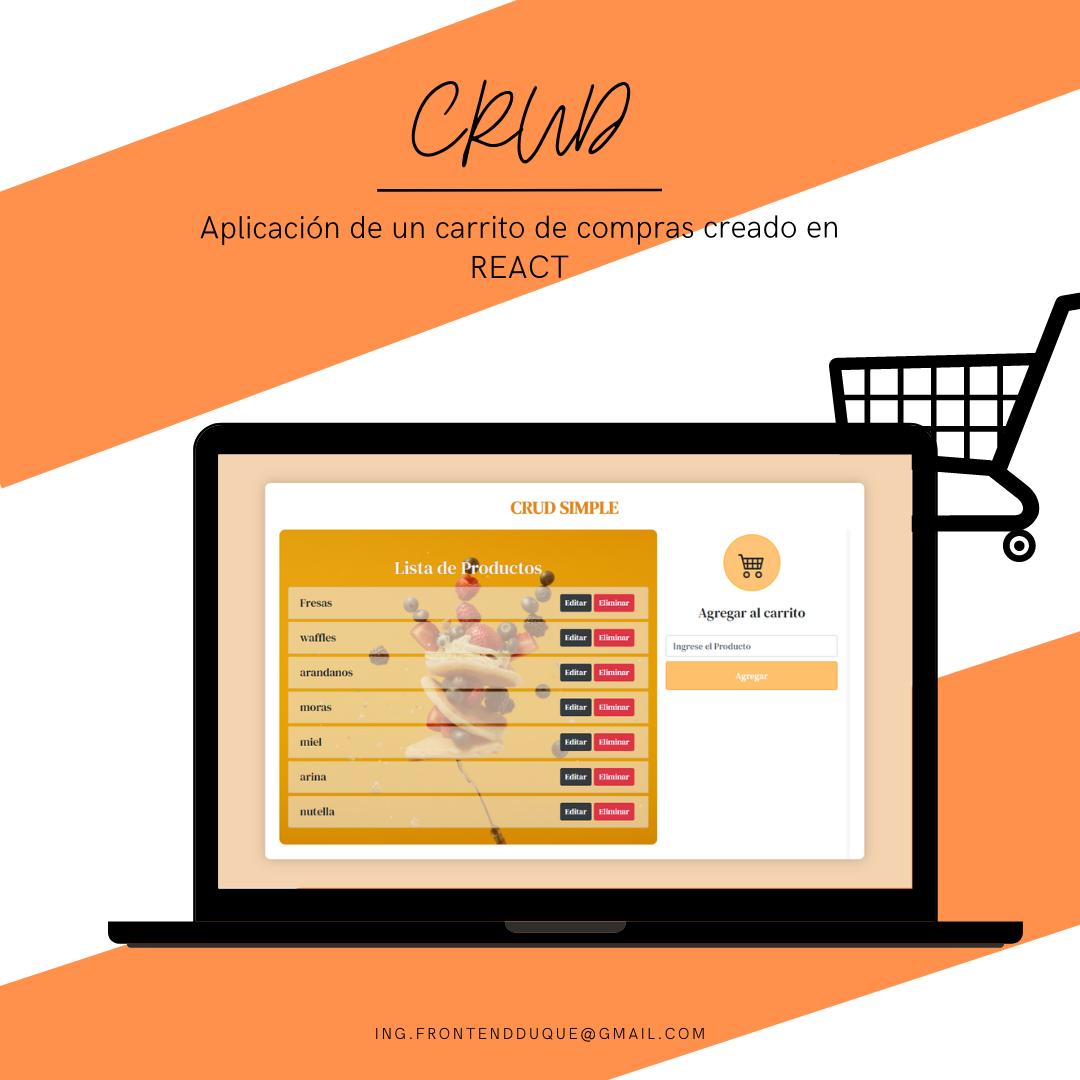 CRUD
Aplicación de un carrito de compras creado en
REACT
CRUD SIMPLE
Lista de Productos
Fresas
Editar Eliminar
waffles
Editar Eliminar
arandanos
Editar Eliminar
moras
Editar Eliminar
miel
Editar Eliminar
arina
Editar Eliminar
nutella
Editar Eliminar
Agregar al carrito
Ingrese el Producto
Agregar
ING.FRONTENDDUQUE@GMAIL.COM